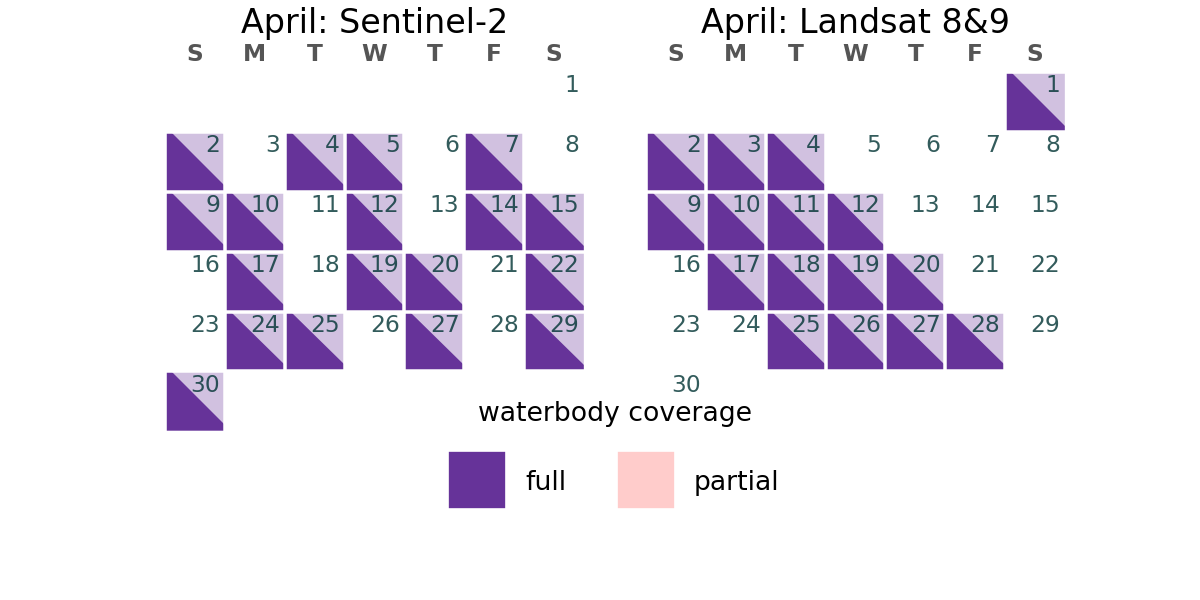 April: Sentinel-2
S M T W T F S
1
2 3 4 5 6 7 8
9 10 11 12 13 14 15
16 17 18 19 20 21 22
23 24 25 26 27 28 29
30
April: Landsat 8&9
S M T W T F S
1
2 3 4 5 6 7 8
9 10 11 12 13 14 15
16 17 18 19 20 21 22
23 24 25 26 27 28 29
30
waterbody coverage
full partial